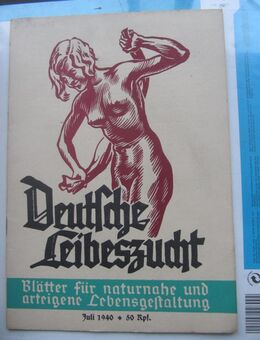 Deutsche
Leibeszucht
Blätter für naturnahe und
arteigene Lebensgestaltung
Juli 1940 + 50 Rpf.